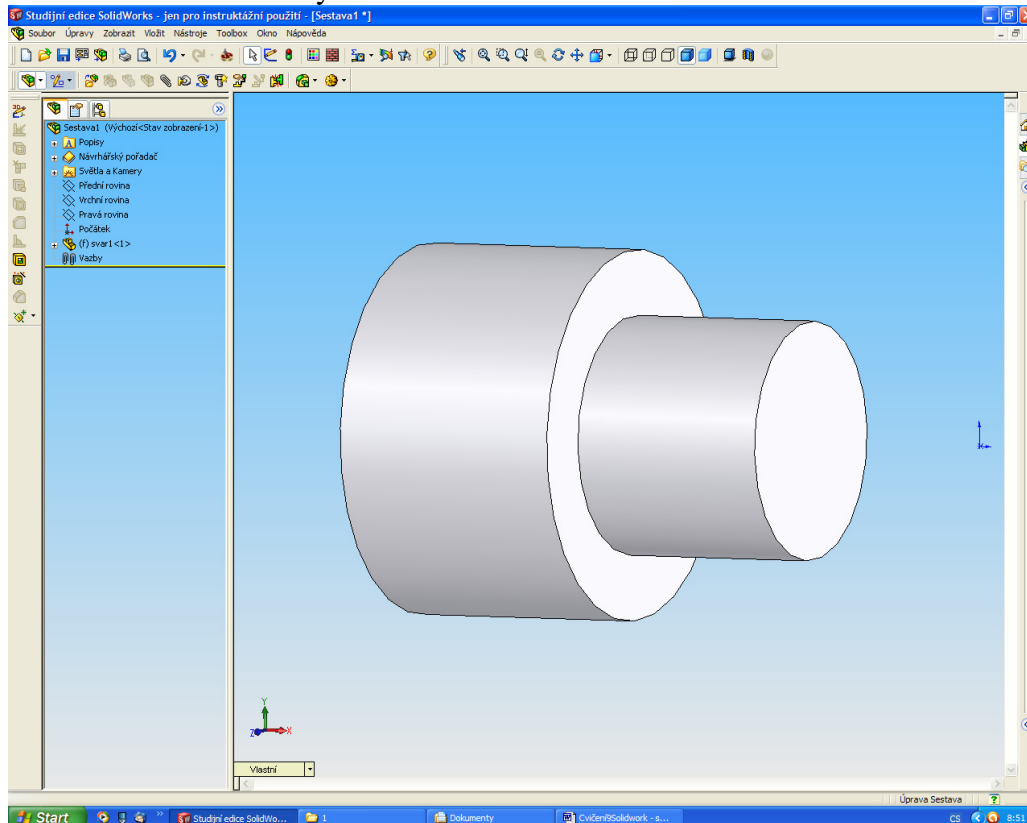 Studijní edice SolidWorks - jen pro instruktážní použití - [Sestava1 *]
Soubor Úpravy Zobrazit Vložit Nástroje Toolbox Okno Nápověda
Sestava1 (Výchozí<Stav zobrazení-1>)
Popisy
Návrhářský pořadač
Světla a Kamery
Přední rovina
Vrchní rovina
Pravá rovina
Počátek
(f) svar1<1>
Vazby
Y
Z X
Vlastní
Úprava Sestava
Start Studijní edice SolidWo... 1 Dokumenty Cvičení9Solidwork - s... CS 8:51